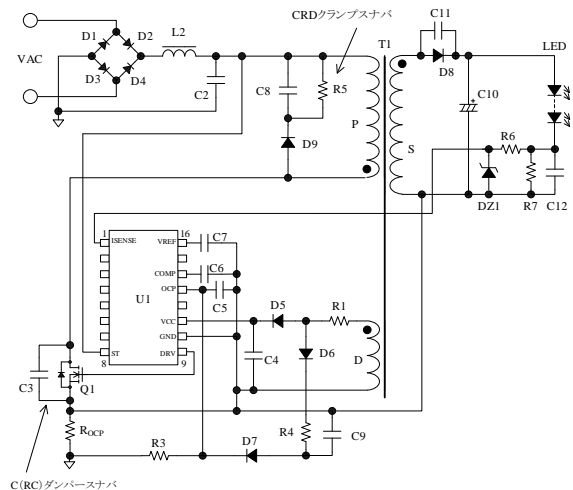 CRDクランプスナバ
C11
D1
D2
L2
T1
LED
VAC
D8
D3
D4
C2
C8
R5
C10
P
S
R6
D9
DZ1
R7
C12
1
16
ISENSE
VREF
C7
COMP
C6
OCP
C5
U1
D5
R1
VCC
GND
C4
D6
D
ST
DRV
8
9
C3
Q1
ROCP
R3
D7
R4
C9
C(RC)ダンパースナバ